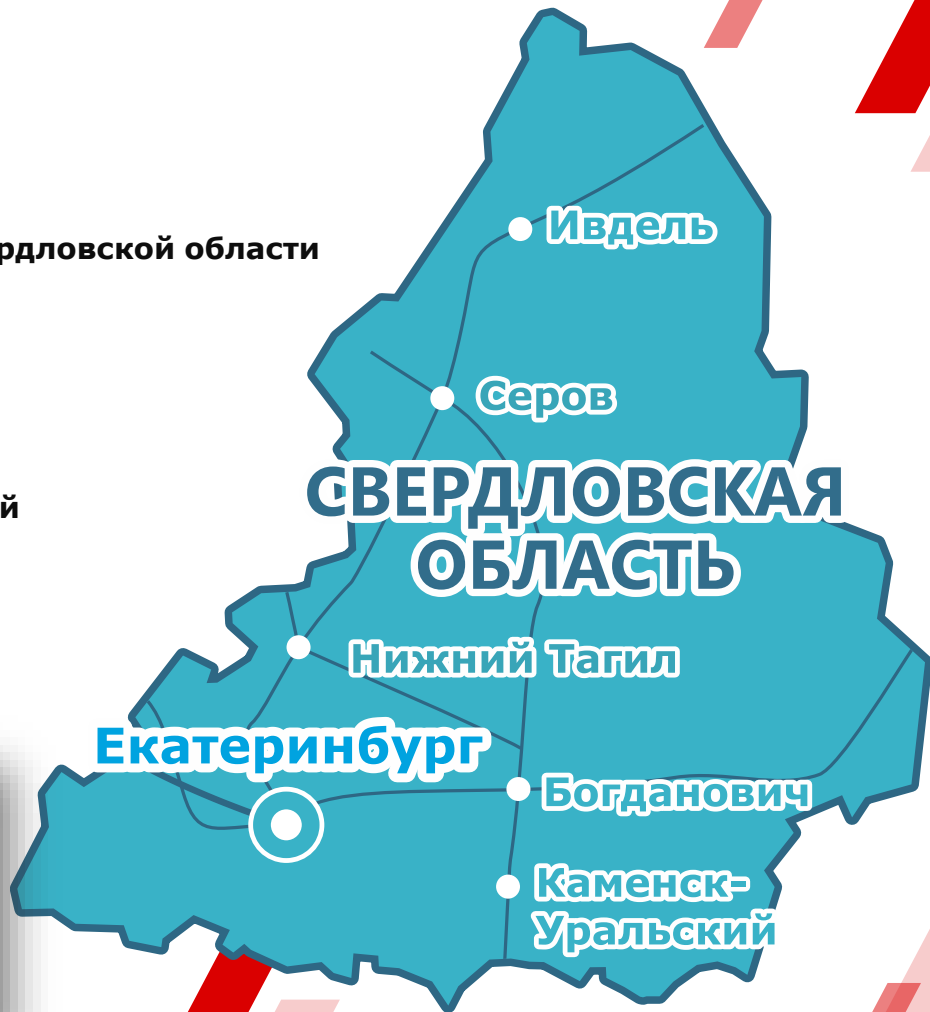 Ивдель
рдловской области
Серов
СВЕРДЛОВСКАЯ
й
ОБЛАСТЬ
Нижний Тагил
Екатеринбург
Богданович
Каменск-
Уральский